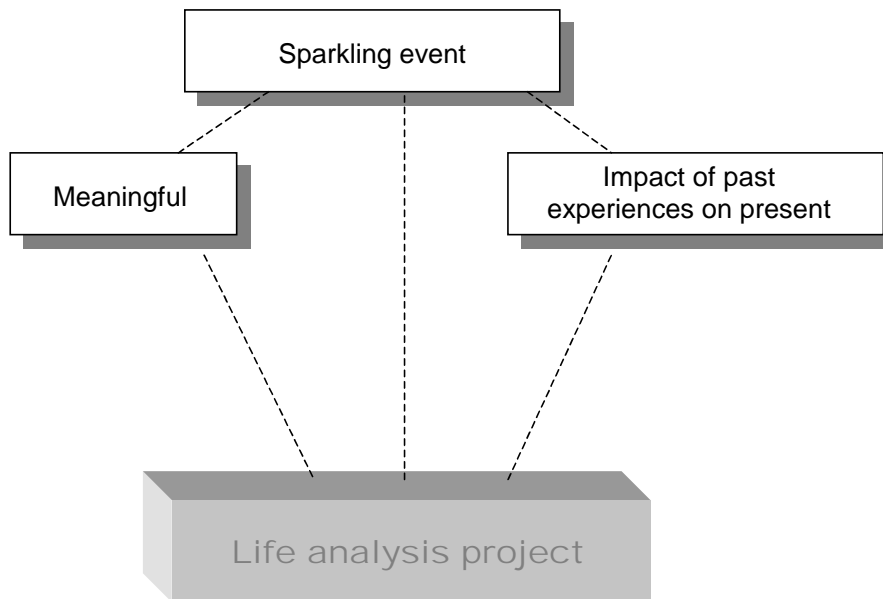 Sparkling event
Meaningful
Impact of past
experiences on present
Life analysis project